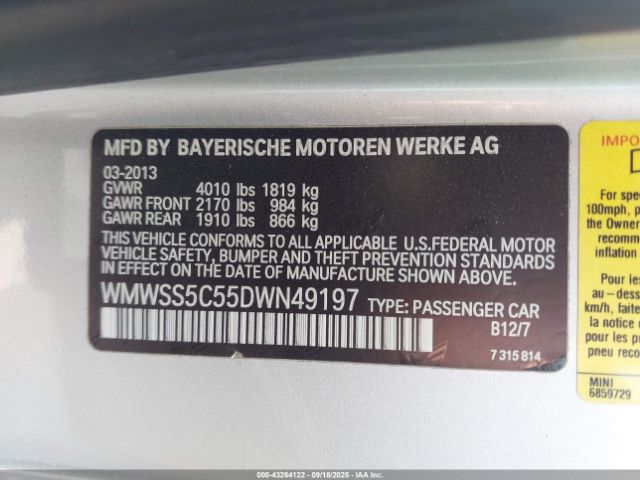 MFD BY BAYERISCHE MOTOREN WERKE AG
03-2013
GVWR 4010 lbs 1819 kg
GAWR FRONT 2170 lbs 984 kg
GAWR REAR 1910 lbs 866 kg
THIS VEHICLE CONFORMS TO ALL APPLICABLE U.S.FEDERAL MOTOR
VEHICLE SAFETY, BUMPER AND THEFT PREVENTION STANDARDS IN
EFFECT ON THE DATE OF MANUFACTURE SHOWN ABOVE.
WMWSS5C55DWN49197 TYPE: PASSENGER CAR
B12/7
7 315 814
For spee
100mph, p
the Owner
recomme
inflation
Pour les
au-dess
km/h, faite
la notice
pour les p
pneu reco
MINI
6859729
000-43264122 - 09/18/2025 - IAA Inc.